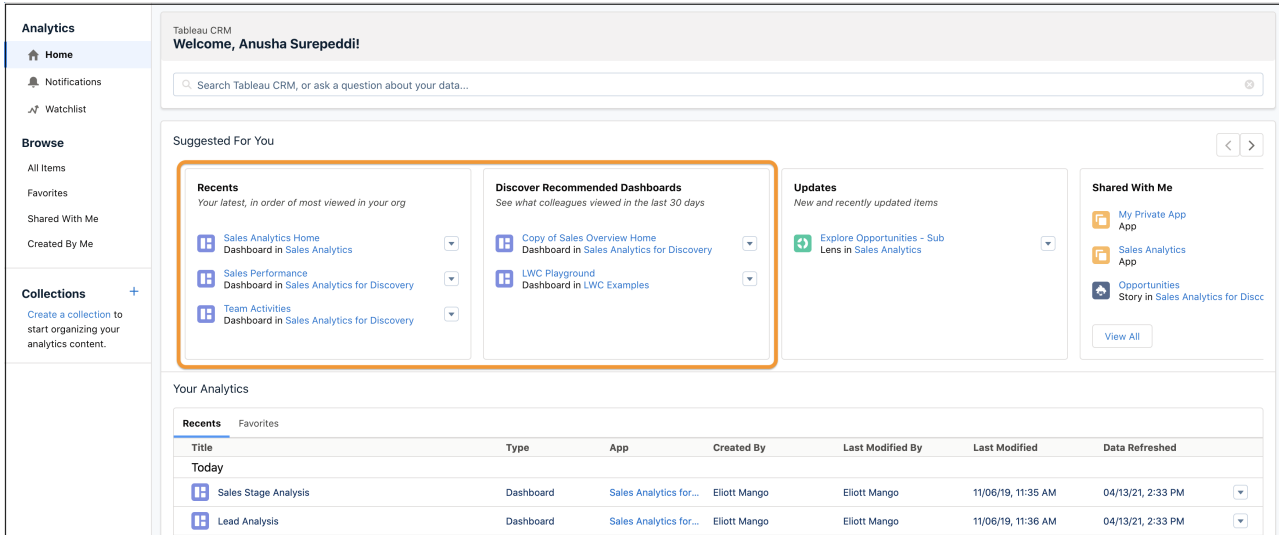 Analytics
Home
Notifications
Watchlist
Browse
All Items
Favorites
Shared With Me
Created By Me
Collections +
Create a collection to
start organizing your
analytics content.
Tableau CRM
Welcome, Anusha Surepeddi!
Search Tableau CRM, or ask a question about your data...
Suggested For You
Recents
Your latest, in order of most viewed in your org
Sales Analytics Home
Dashboard in Sales Analytics
Sales Performance
Dashboard in Sales Analytics for Discovery
Team Activities
Dashboard in Sales Analytics for Discovery
Discover Recommended Dashboards
See what colleagues viewed in the last 30 days
Copy of Sales Overview Home
Dashboard in Sales Analytics for Discovery
LWC Playground
Dashboard in LWC Examples
Updates
New and recently updated items
Explore Opportunities - Sub
Lens in Sales Analytics
Shared With Me
My Private App
App
Sales Analytics
App
Opportunities
Story in Sales Analytics for Disco
View All
Your Analytics
Recents Favorites
Title Type App Created By Last Modified By Last Modified Data Refreshed
Today
Sales Stage Analysis Dashboard Sales Analytics for... Eliott Mango Eliott Mango 11/06/19, 11:35 AM 04/13/21, 2:33 PM
Lead Analysis Dashboard Sales Analytics for... Eliott Mango Eliott Mango 11/06/19, 11:36 AM 04/13/21, 2:33 PM